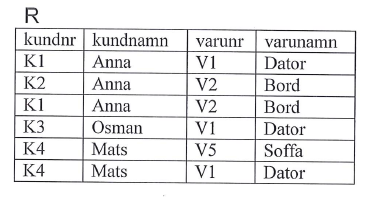 R
kundnr kundnamn varunr varunamn
K1 Anna V1 Dator
K2 Anna V2 Bord
K1 Anna V2 Bord
K3 Osman V1 Dator
K4 Mats V5 Soffa
K4 Mats V1 Dator